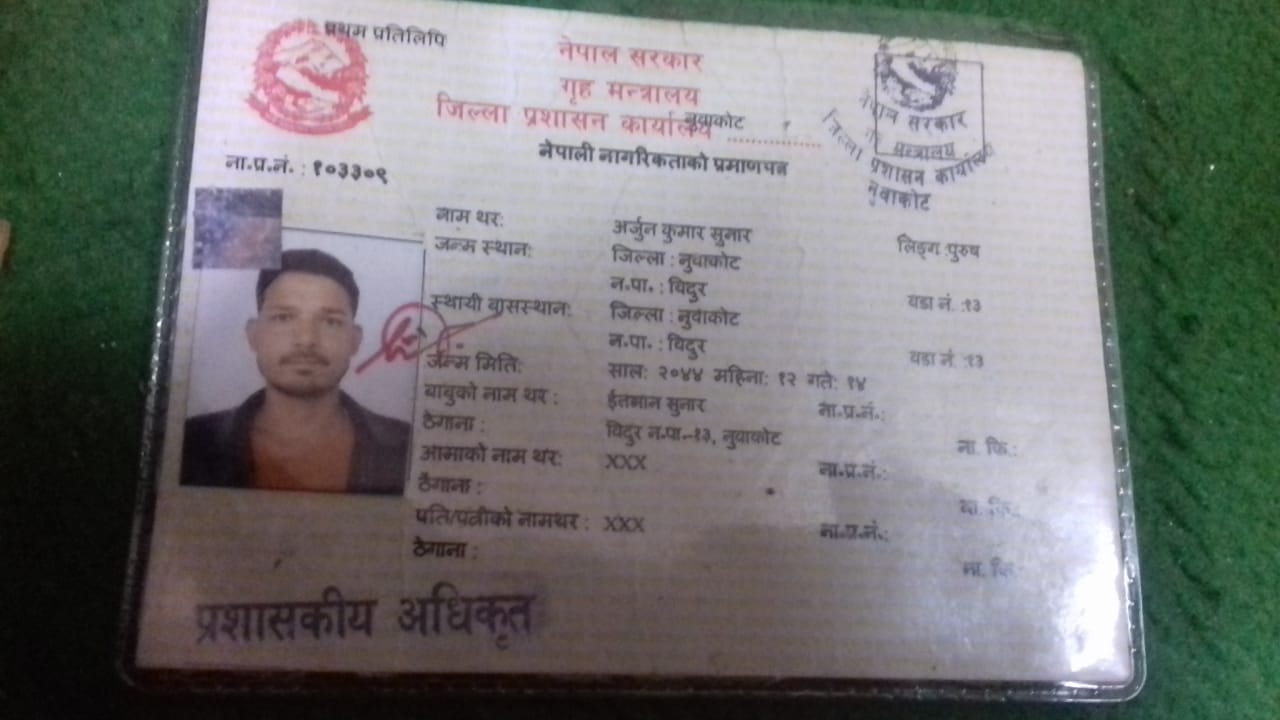 प्रथम प्रतिलिपि
नेपाल सरकार
गृह मन्त्रालय
जिल्ला प्रशासन कार्यालय नुवाकोट
नेपाली नागरिकताको प्रमाणपत्र
नेपाल सरकार
मन्त्रालय
जिल्ला प्रशासन कार्यालय
नुवाकोट
ना.प्र.नं. : १०३३०९
नाम थर: अर्जुन कुमार सुनार लिङ्ग :पुरुष
जन्म स्थान: जिल्ला : नुवाकोट
न.पा. : विदुर वडा नं. :१३
स्थायी बासस्थान: जिल्ला : नुवाकोट
न.पा. : विदुर वडा नं. :१३
जन्म मिति: साल: २०४४ महिना: १२ गते: १४
बाबुको नाम थर : ईतमान सुनार ना.प्र.नं.:
ठेगाना : विदुर न.पा.-१३, नुवाकोट ना. कि.:
आमाको नाम थर: XXX ना.प्र.नं.:
ठेगाना : ना. कि.:
पति/पत्नीको नामथर : XXX ना.प्र.नं.:
ठेगाना : ना. कि.
प्रशासकीय अधिकृत